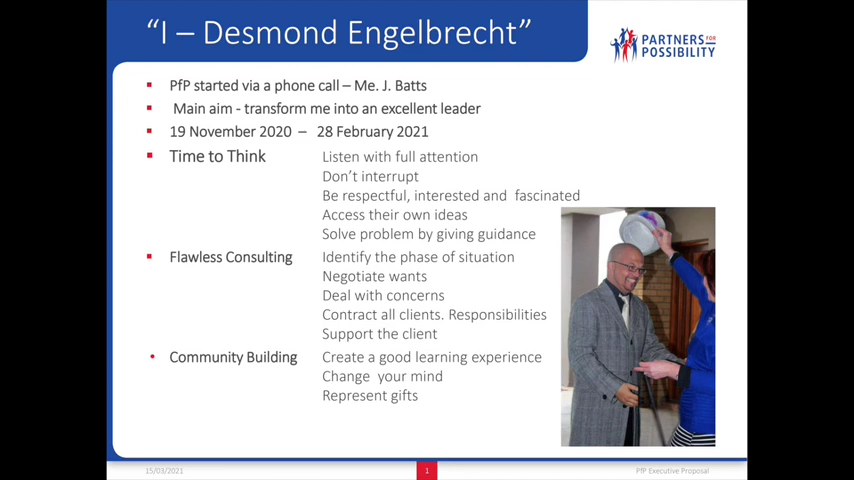 “I – Desmond Engelbrecht”
PARTNERS FOR
POSSIBILITY
PfP started via a phone call – Me. J. Batts
Main aim - transform me into an excellent leader
19 November 2020 – 28 February 2021
Time to Think Listen with full attention
Don’t interrupt
Be respectful, interested and fascinated
Access their own ideas
Solve problem by giving guidance
Flawless Consulting Identify the phase of situation
Negotiate wants
Deal with concerns
Contract all clients. Responsibilities
Support the client
Community Building Create a good learning experience
Change your mind
Represent gifts
15/03/2021 1 PfP Executive Proposal